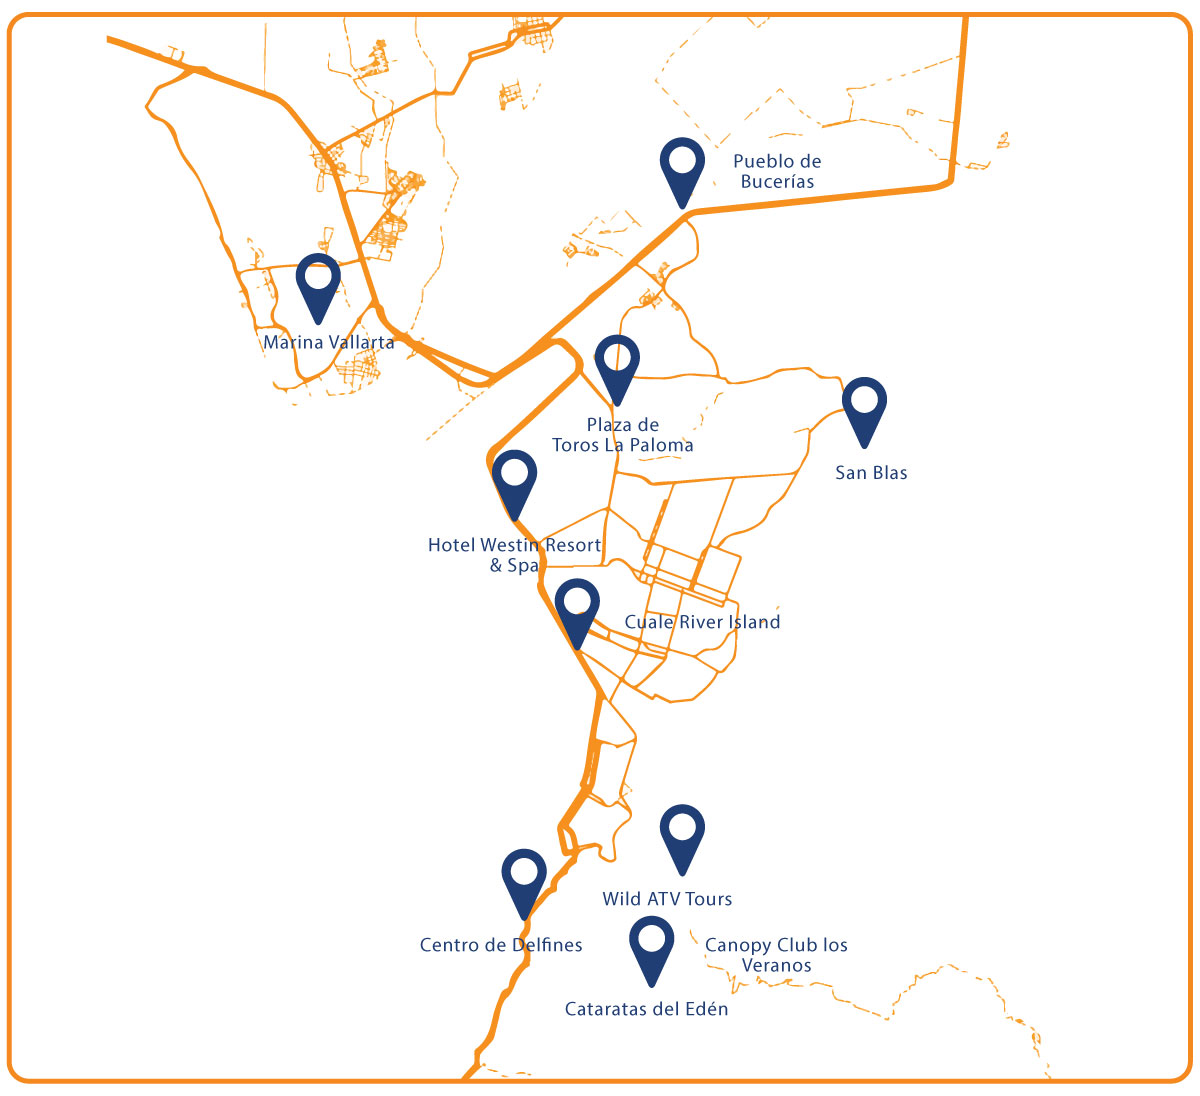 Pueblo de
Bucerías
Marina Vallarta
Plaza de
Toros La Paloma
San Blas
Hotel Westin Resort
& Spa
Cuale River Island
Wild ATV Tours
Centro de Delfines
Canopy Club los
Veranos
Cataratas del Edén